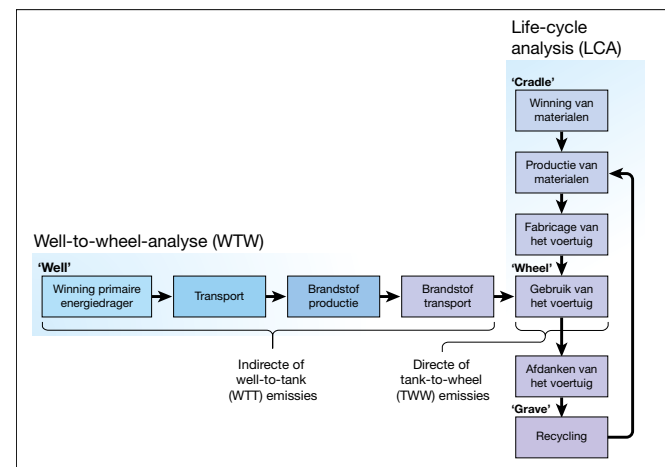 Life-cycle
analysis (LCA)
‘Cradle’
Winning van
materialen
Productie van
materialen
Fabricage van
het voertuig
Well-to-wheel-analyse (WTW)
‘Well’
‘Wheel’
Winning primaire
energiedrager
Transport
Brandstof
productie
Brandstof
transport
Gebruik van
het voertuig
Indirecte of
well-to-tank
(WTT) emissies
Directe of
tank-to-wheel
(TWW) emissies
Afdanken van
het voertuig
‘Grave’
Recycling